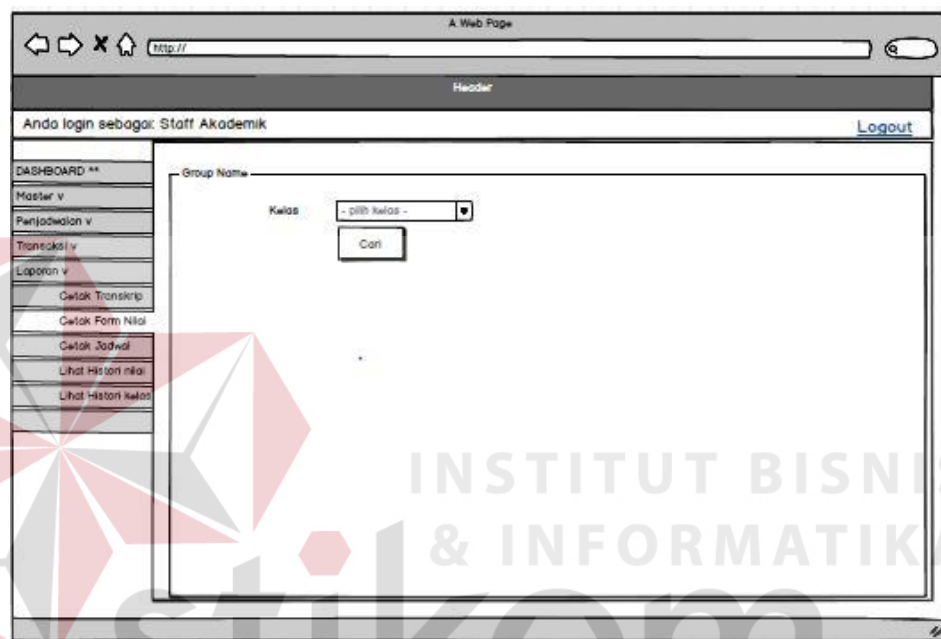 A Web Page
http://
Header
Anda login sebagai: Staff Akademik
Logout
DASHBOARD **
Master v
Penjadwalan v
Transaksi v
Laporan v
Cetak Transkrip
Cetak Form Nilai
Cetak Jadwal
Lihat Histori nilai
Lihat Histori kelas
Group Name
Kelas
- pilih kelas -
Cari
INSTITUT BISNIS
& INFORMATIKA
stikom